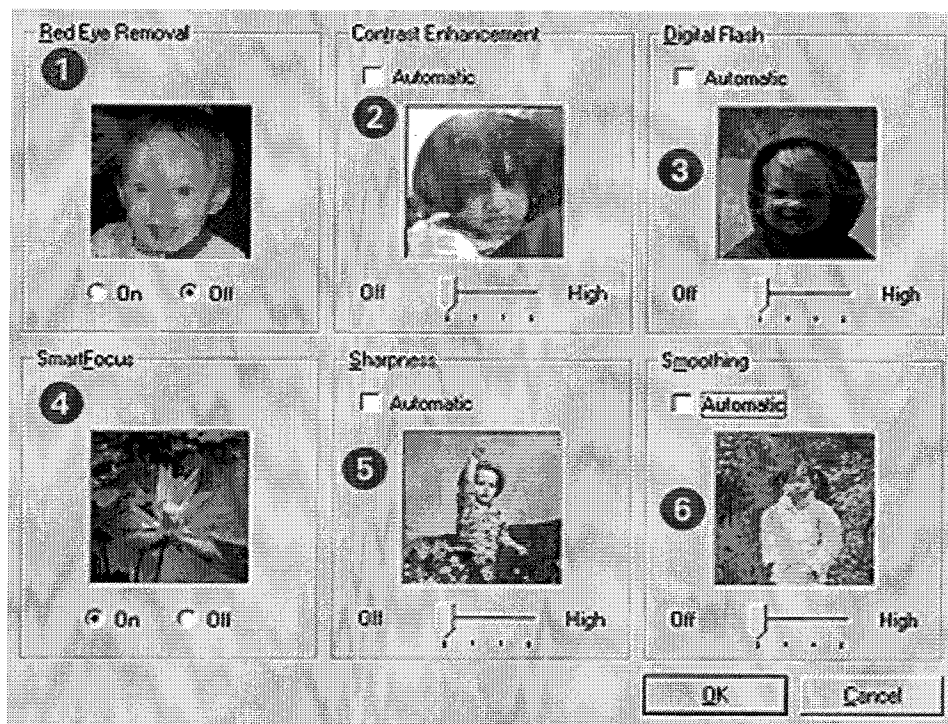 Red Eye Removal
1
On Off
Contrast Enhancement
Automatic
2
Off High
Digital Flash
Automatic
3
Off High
SmartFocus
4
On Off
Sharpness
Automatic
5
Off High
Smoothing
Automatic
6
Off High
OK Cancel